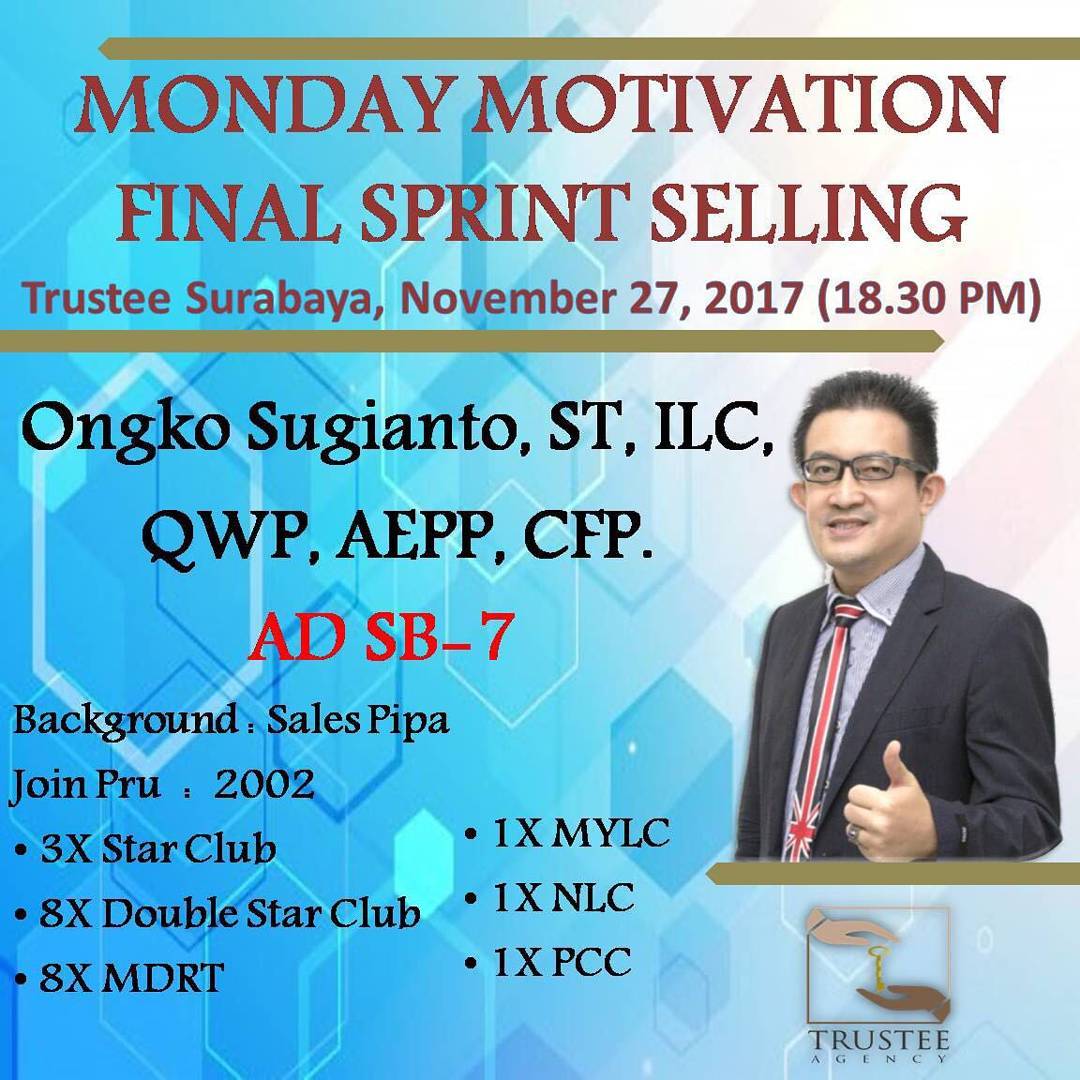 MONDAY MOTIVATION
FINAL SPRINT SELLING
Trustee Surabaya, November 27, 2017 (18.30 PM)
Ongko Sugianto, ST, ILC,
QWP, AEPP, CFP.
AD SB-7
Background : Sales Pipa
Join Pru : 2002
• 3X Star Club
• 8X Double Star Club
• 8X MDRT
• 1X MYLC
• 1X NLC
• 1X PCC
TRUSTEE
AGENCY